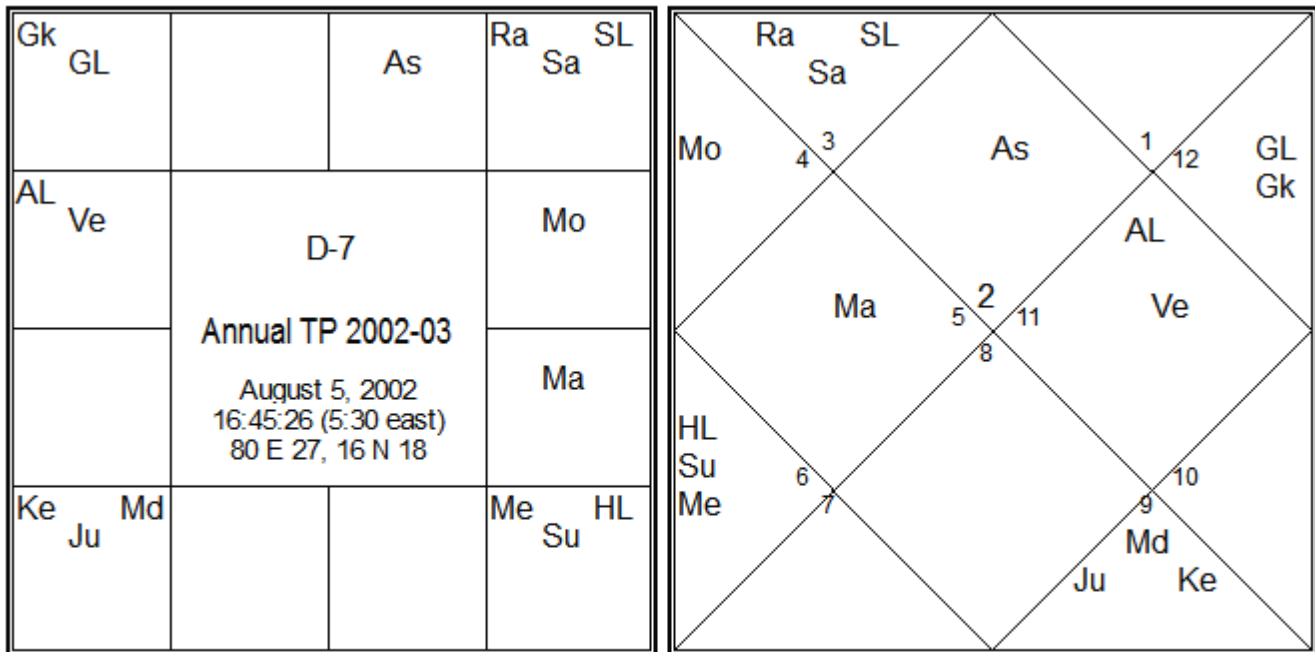 Gk
GL
As
Ra SL
Sa
AL
Ve
Mo
D-7
Annual TP 2002-03
August 5, 2002
16:45:26 (5:30 east)
80 E 27, 16 N 18
Ma
Ke Md
Ju
Me HL
Su
Ra SL
Sa
Mo
3
4
As
1
12
GL
Gk
AL
Ma
5
2
11
Ve
8
HL
Su
Me
6
7
10
9
Md
Ju Ke